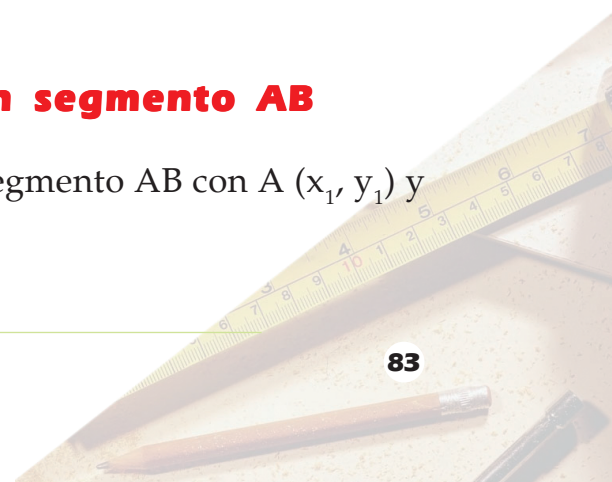 n segmento AB
egmento AB con A (x₁, y₁) y
83